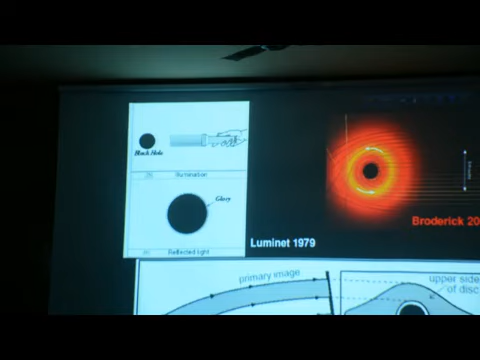 Black Hole
Illumination
Glory
Reflected light
Luminet 1979
Broderick 20
primary image
upper side
of disc